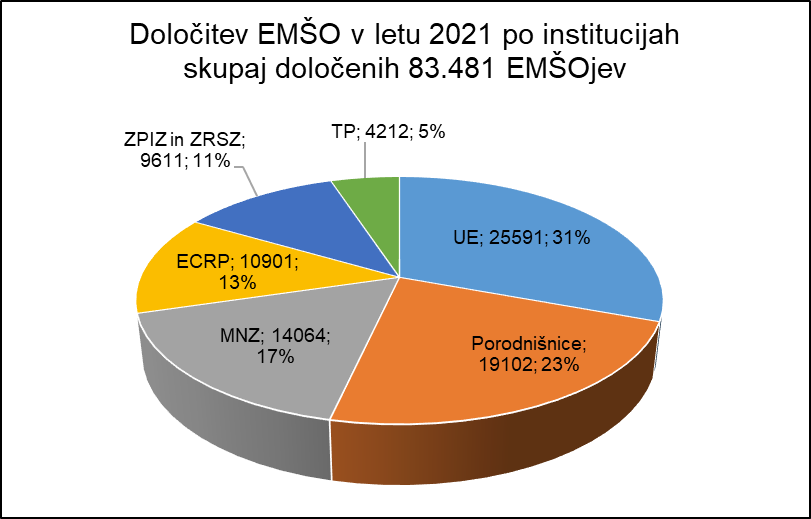 Določitev EMŠO v letu 2021 po institucijah
skupaj določenih 83.481 EMŠOjev
TP; 4212; 5%
ZPIZ in ZRSZ;
9611; 11%
UE; 25591; 31%
ECRP; 10901;
13%
MNZ; 14064;
17%
Porodnišnice;
19102; 23%